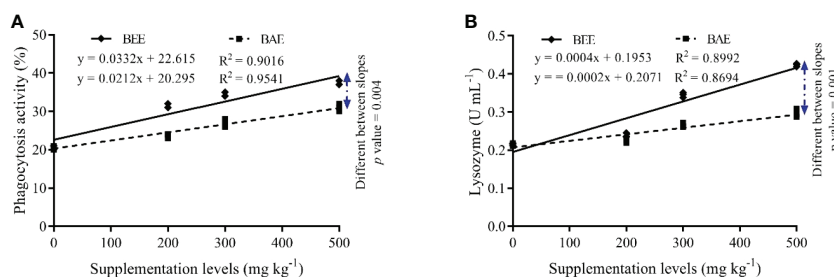 A
BEE BAE
y = 0.0332x + 22.615 R² = 0.9016
y = 0.0212x + 20.295 R² = 0.9541
50
40
30
20
10
0
Phagocytosis activity (%)
0 100 200 300 400 500
Supplementation levels (mg kg⁻¹)
Different between slopes
p value = 0.004
B
BEE BAE
y = 0.0004x + 0.1953 R² = 0.8992
y = = 0.0002x + 0.2071 R² = 0.8694
0.5
0.4
0.3
0.2
0.1
0.0
Lysozyme (U mL⁻¹)
0 100 200 300 400 500
Supplementation levels (mg kg⁻¹)
Different between slopes
p value = 0.001